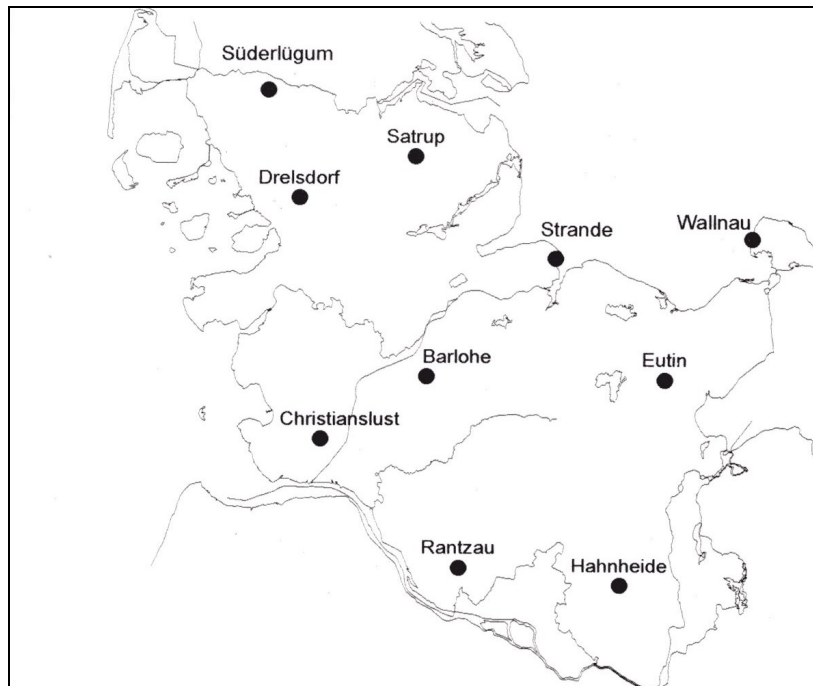 Süderlügum
Satrup
Drelsdorf
Strande
Wallnau
Barlohe
Eutin
Christianslust
Rantzau
Hahnheide